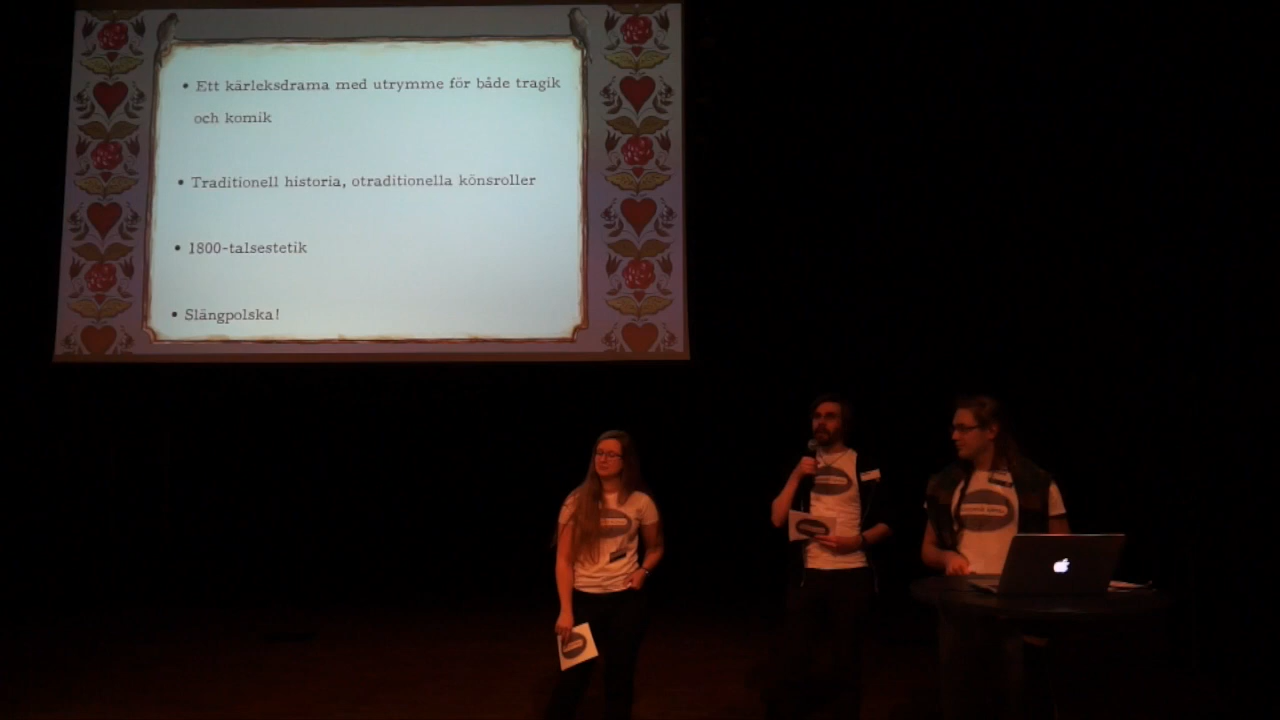 • Ett kärleksdrama med utrymme för både tragik
och komik
• Traditionell historia, otraditionella könsroller
• 1800-talsestetik
• Slängpolska!